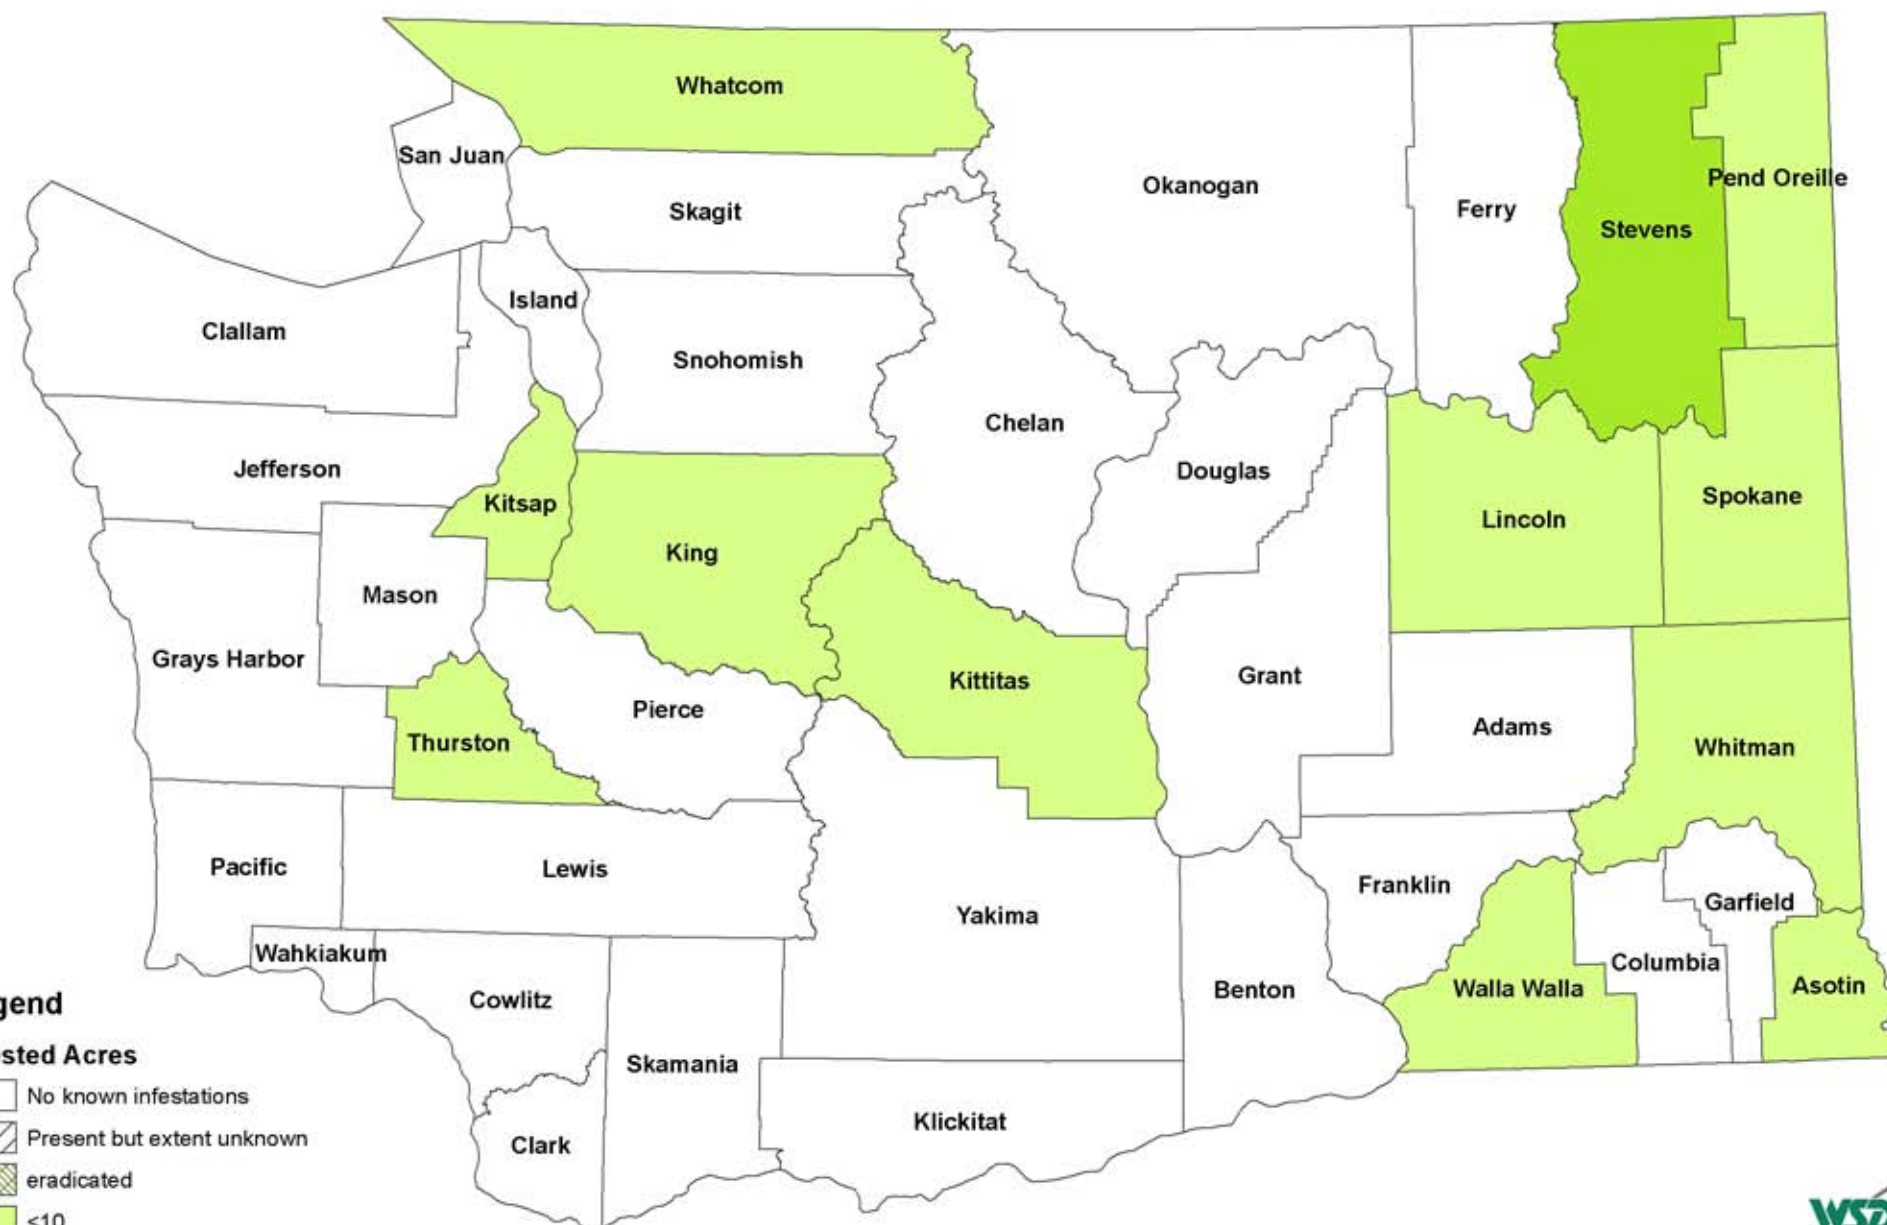 Whatcom
San Juan
Skagit
Okanogan
Ferry
Stevens
Pend Oreille
Clallam
Island
Snohomish
Chelan
Douglas
Jefferson
Kitsap
King
Lincoln
Spokane
Mason
Grays Harbor
Pierce
Kittitas
Grant
Adams
Whitman
Thurston
Pacific
Lewis
Yakima
Franklin
Garfield
Wahkiakum
Cowlitz
Skamania
Benton
Walla Walla
Columbia
Asotin
Clark
Klickitat
gend
sted Acres
No known infestations
Present but extent unknown
eradicated
<10